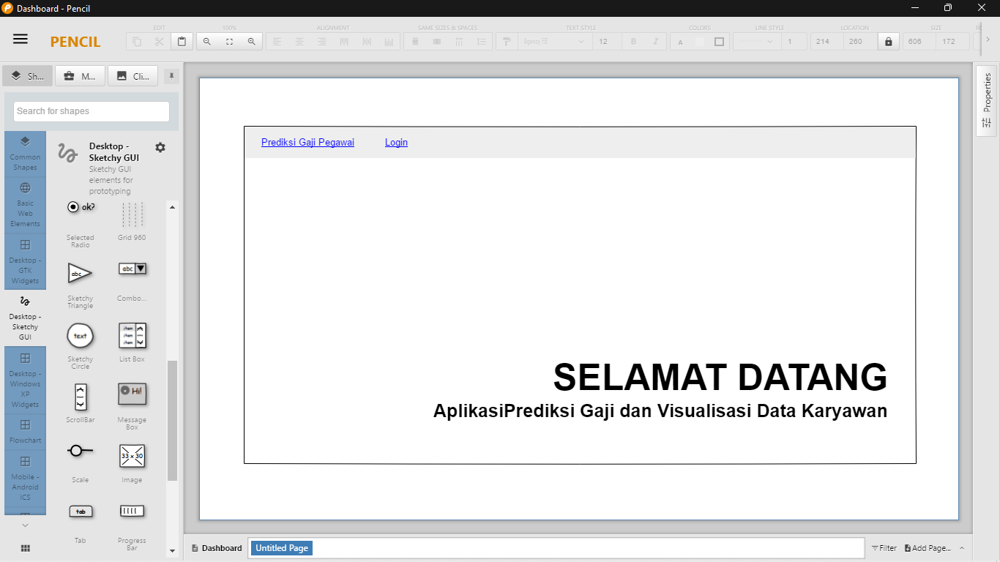 Dashboard - Pencil
PENCIL
EDIT
100%
ALIGNMENT
SAME SIZES & SPACES
TEXT STYLE
COLORS
LINE STYLE
LOCATION
SIZE
Agency FB
12
B
I
A
1
214
260
606
172
Sh...
M...
Cli...
Search for shapes
Common
Shapes
Basic
Web
Elements
Desktop -
GTK
Widgets
Desktop -
Sketchy
GUI
Desktop -
Windows
XP
Widgets
Flowchart
Mobile -
Android
ICS
Desktop -
Sketchy GUI
Sketchy GUI
elements for
prototyping
ok?
Selected
Radio
Grid 960
abc
abc
Sketchy
Triangle
Combo...
text
item
item
item
Sketchy
Circle
List Box
Hi!
ScrollBar
Message
Box
33 x 30
Scale
Image
tab
Tab
Progress
Bar
Prediksi Gaji Pegawai
Login
SELAMAT DATANG
AplikasiPrediksi Gaji dan Visualisasi Data Karyawan
Properties
Dashboard
Untitled Page
Filter
Add Page...